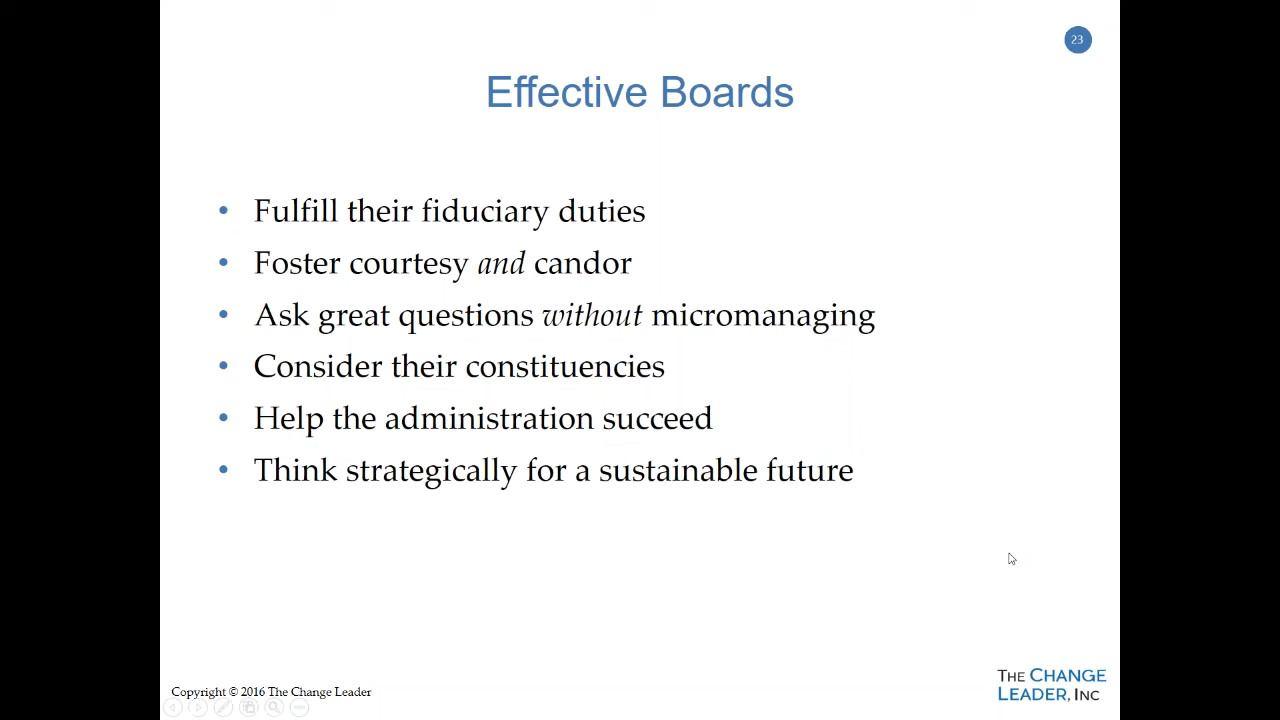 23
Effective Boards
• Fulfill their fiduciary duties
• Foster courtesy and candor
• Ask great questions without micromanaging
• Consider their constituencies
• Help the administration succeed
• Think strategically for a sustainable future
Copyright © 2016 The Change Leader
THE CHANGE
LEADER, INC